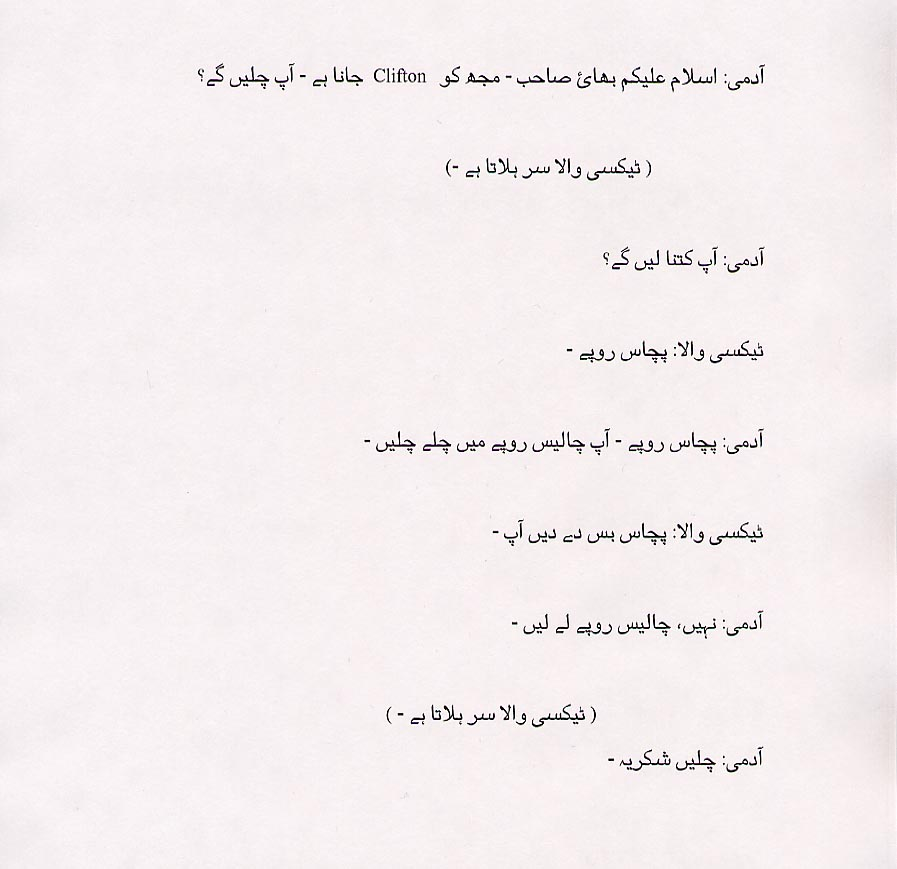 آدمی: اسلام علیکم بھائ صاحب - مجھ کو Clifton جانا ہے - آپ چلیں گے؟
( ٹیکسی والا سر ہلاتا ہے -)
آدمی: آپ کتنا لیں گے؟
ٹیکسی والا: پچاس روپے -
آدمی: پچاس روپے - آپ چالیس روپے میں چلے چلیں -
ٹیکسی والا: پچاس بس دے دیں آپ -
آدمی: نہیں، چالیس روپے لے لیں -
( ٹیکسی والا سر ہلاتا ہے - )
آدمی: چلیں شکریہ -